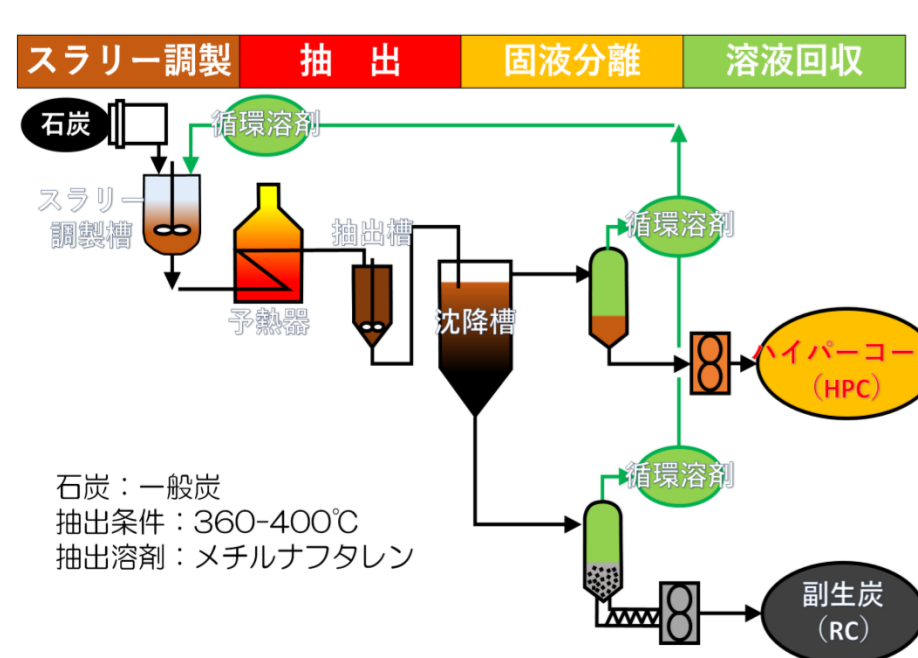 スラリー調製
抽 出
固液分離
溶液回収
石炭
循環溶剤
スラリー
調製槽
予熱器
抽出槽
沈降槽
循環溶剤
ハイパーコー
（HPC）
循環溶剤
石炭：一般炭
抽出条件：360-400℃
抽出溶剤：メチルナフタレン
副生炭
（RC）